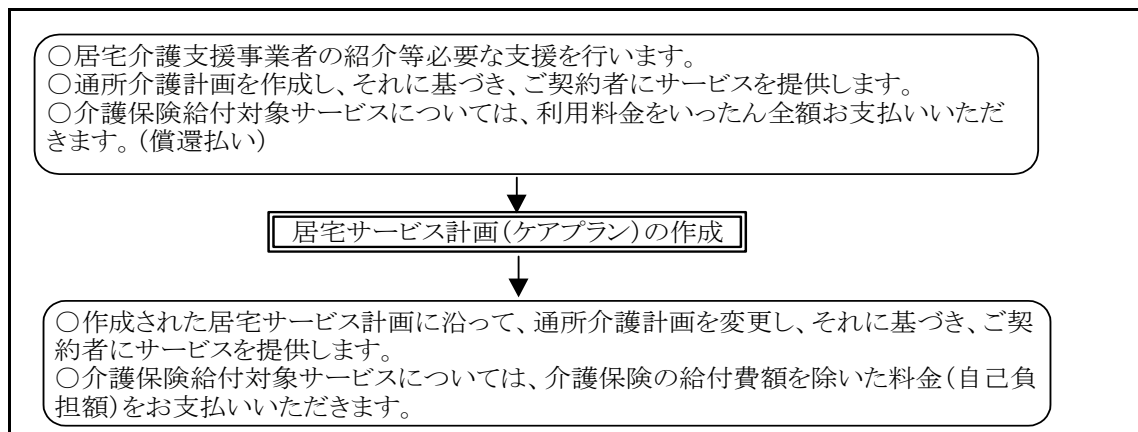 ○居宅介護支援事業者の紹介等必要な支援を行います。
○通所介護計画を作成し、それに基づき、ご契約者にサービスを提供します。
○介護保険給付対象サービスについては、利用料金をいったん全額お支払いいただ
きます。(償還払い)
居宅サービス計画(ケアプラン)の作成
○作成された居宅サービス計画に沿って、通所介護計画を変更し、それに基づき、ご契
約者にサービスを提供します。
○介護保険給付対象サービスについては、介護保険の給付費額を除いた料金(自己負
担額)をお支払いいただきます。